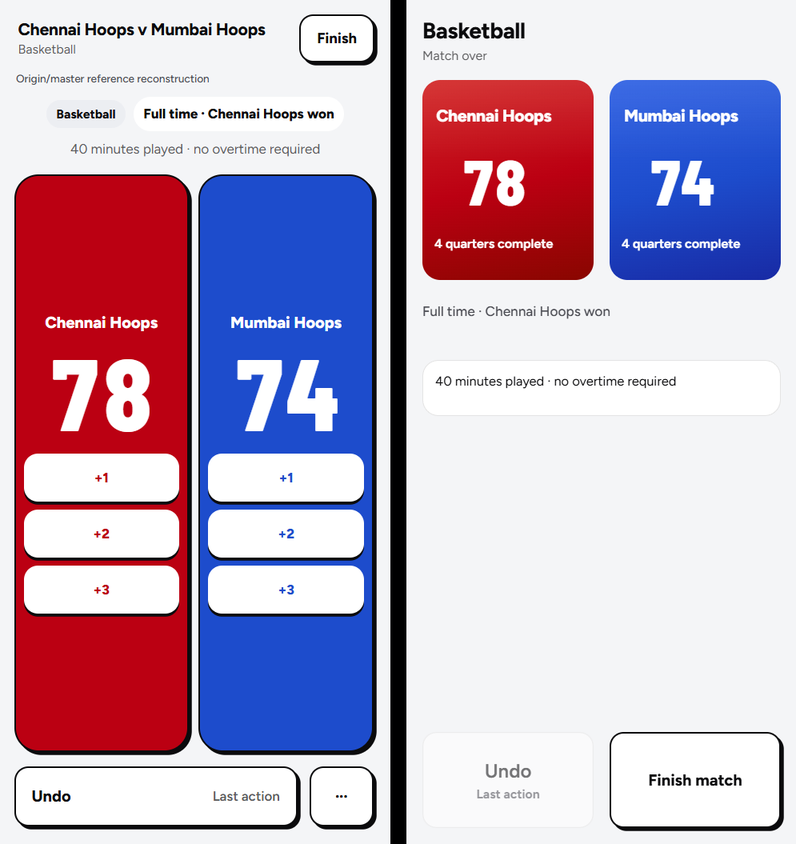 Chennai Hoops v Mumbai Hoops
Basketball
Finish
Origin/master reference reconstruction
Basketball
Full time · Chennai Hoops won
40 minutes played · no overtime required
Chennai Hoops
78
+1
+2
+3
Mumbai Hoops
74
+1
+2
+3
Undo
Last action
···
Basketball
Match over
Chennai Hoops
78
4 quarters complete
Mumbai Hoops
74
4 quarters complete
Full time · Chennai Hoops won
40 minutes played · no overtime required
Undo
Last action
Finish match